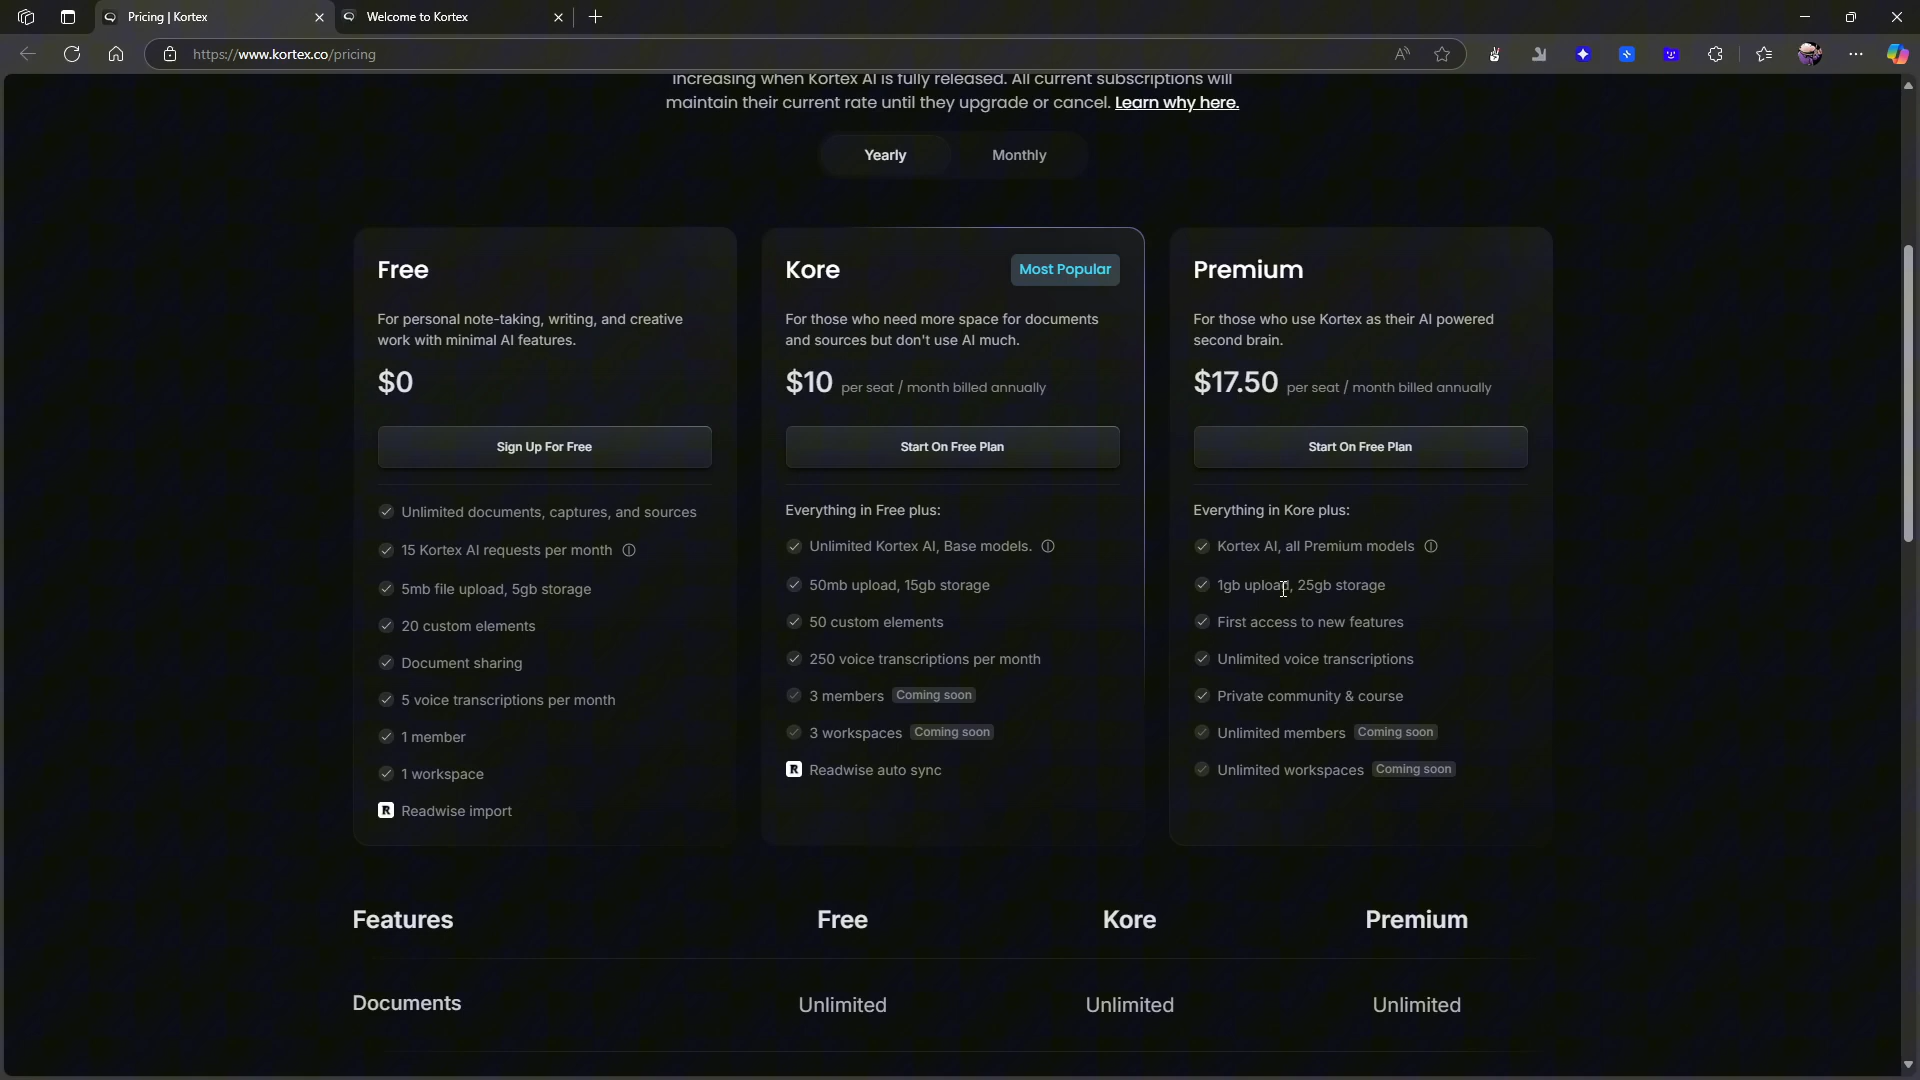 Pricing | Kortex
Welcome to Kortex
https://www.kortex.co/pricing
increasing when Kortex AI is fully released. All current subscriptions will
maintain their current rate until they upgrade or cancel. Learn why here.
Yearly
Monthly
Free
For personal note-taking, writing, and creative
work with minimal AI features.
$0
Sign Up For Free
Unlimited documents, captures, and sources
15 Kortex AI requests per month
5mb file upload, 5gb storage
20 custom elements
Document sharing
5 voice transcriptions per month
1 member
1 workspace
R Readwise import
Kore
Most Popular
For those who need more space for documents
and sources but don't use AI much.
$10 per seat / month billed annually
Start On Free Plan
Everything in Free plus:
Unlimited Kortex AI, Base models.
50mb upload, 15gb storage
50 custom elements
250 voice transcriptions per month
3 members Coming soon
3 workspaces Coming soon
R Readwise auto sync
Premium
For those who use Kortex as their AI powered
second brain.
$17.50 per seat / month billed annually
Start On Free Plan
Everything in Kore plus:
Kortex AI, all Premium models
1gb upload, 25gb storage
First access to new features
Unlimited voice transcriptions
Private community & course
Unlimited members Coming soon
Unlimited workspaces Coming soon
Features Free Kore Premium
Documents Unlimited Unlimited Unlimited